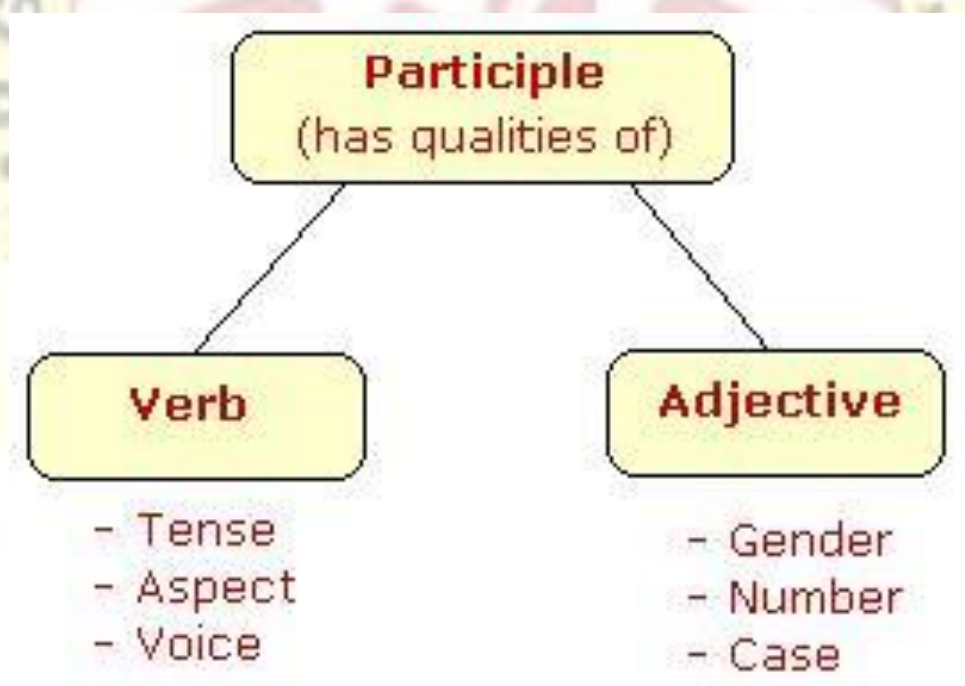 Participle
(has qualities of)
Verb
- Tense
- Aspect
- Voice
Adjective
- Gender
- Number
- Case